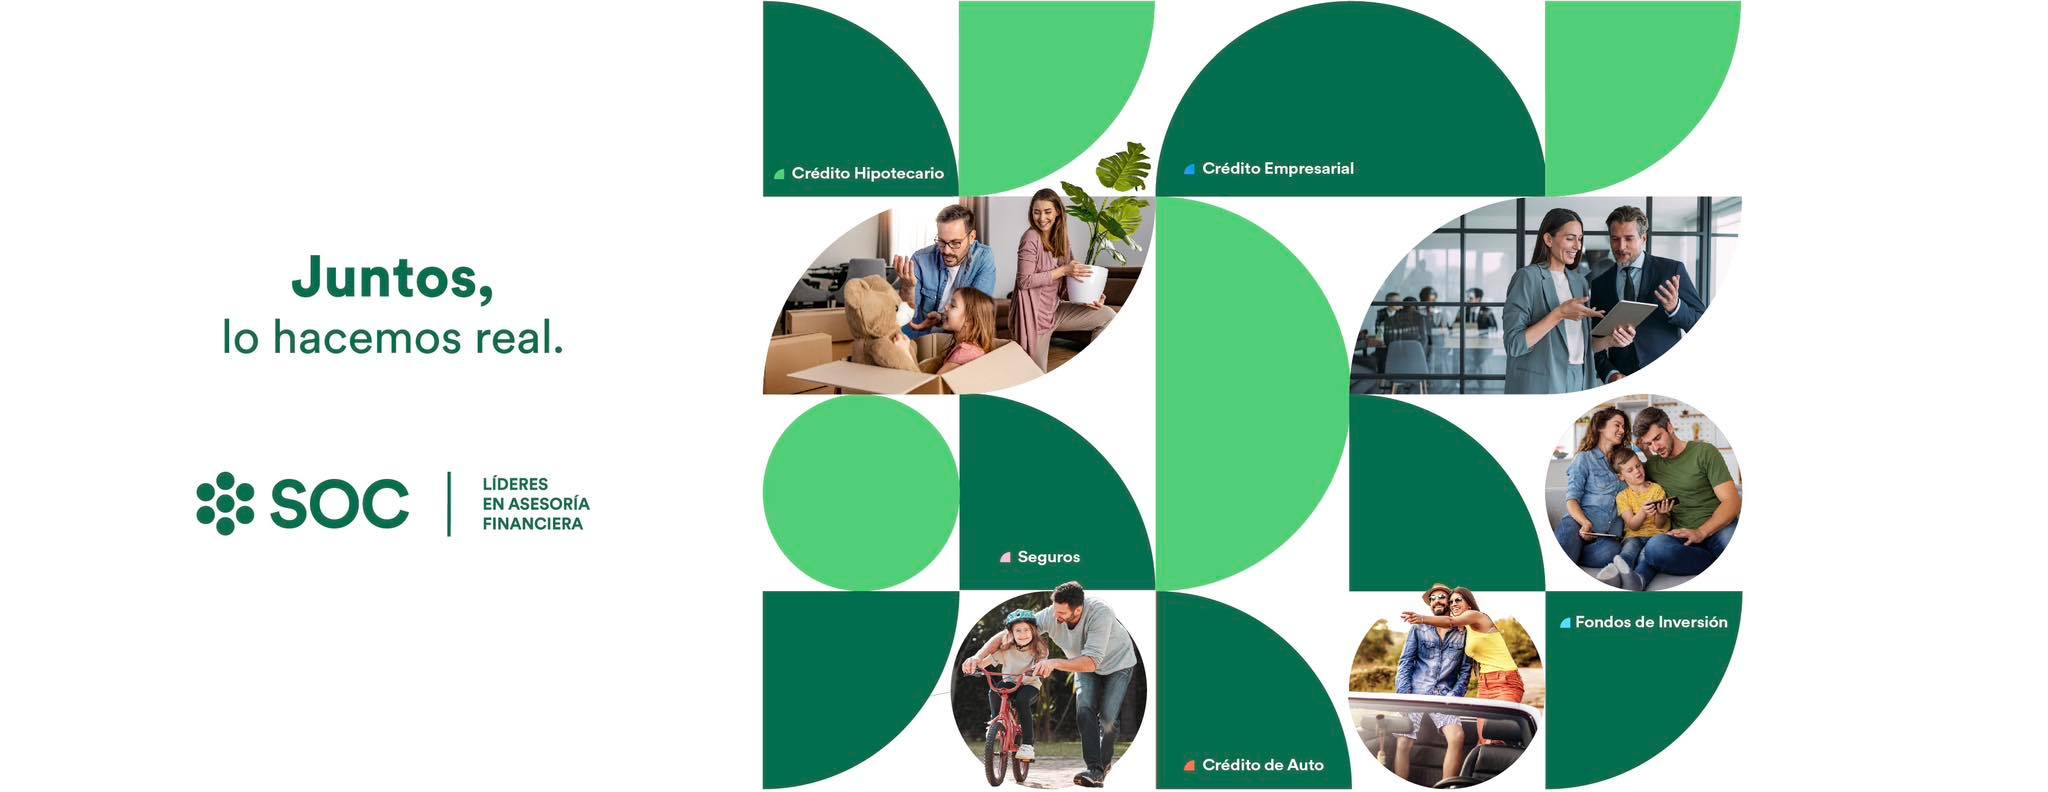 Juntos,
lo hacemos real.
SOC
LÍDERES
EN ASESORÍA
FINANCIERA
Crédito Hipotecario
Crédito Empresarial
Seguros
Fondos de Inversión
Crédito de Auto